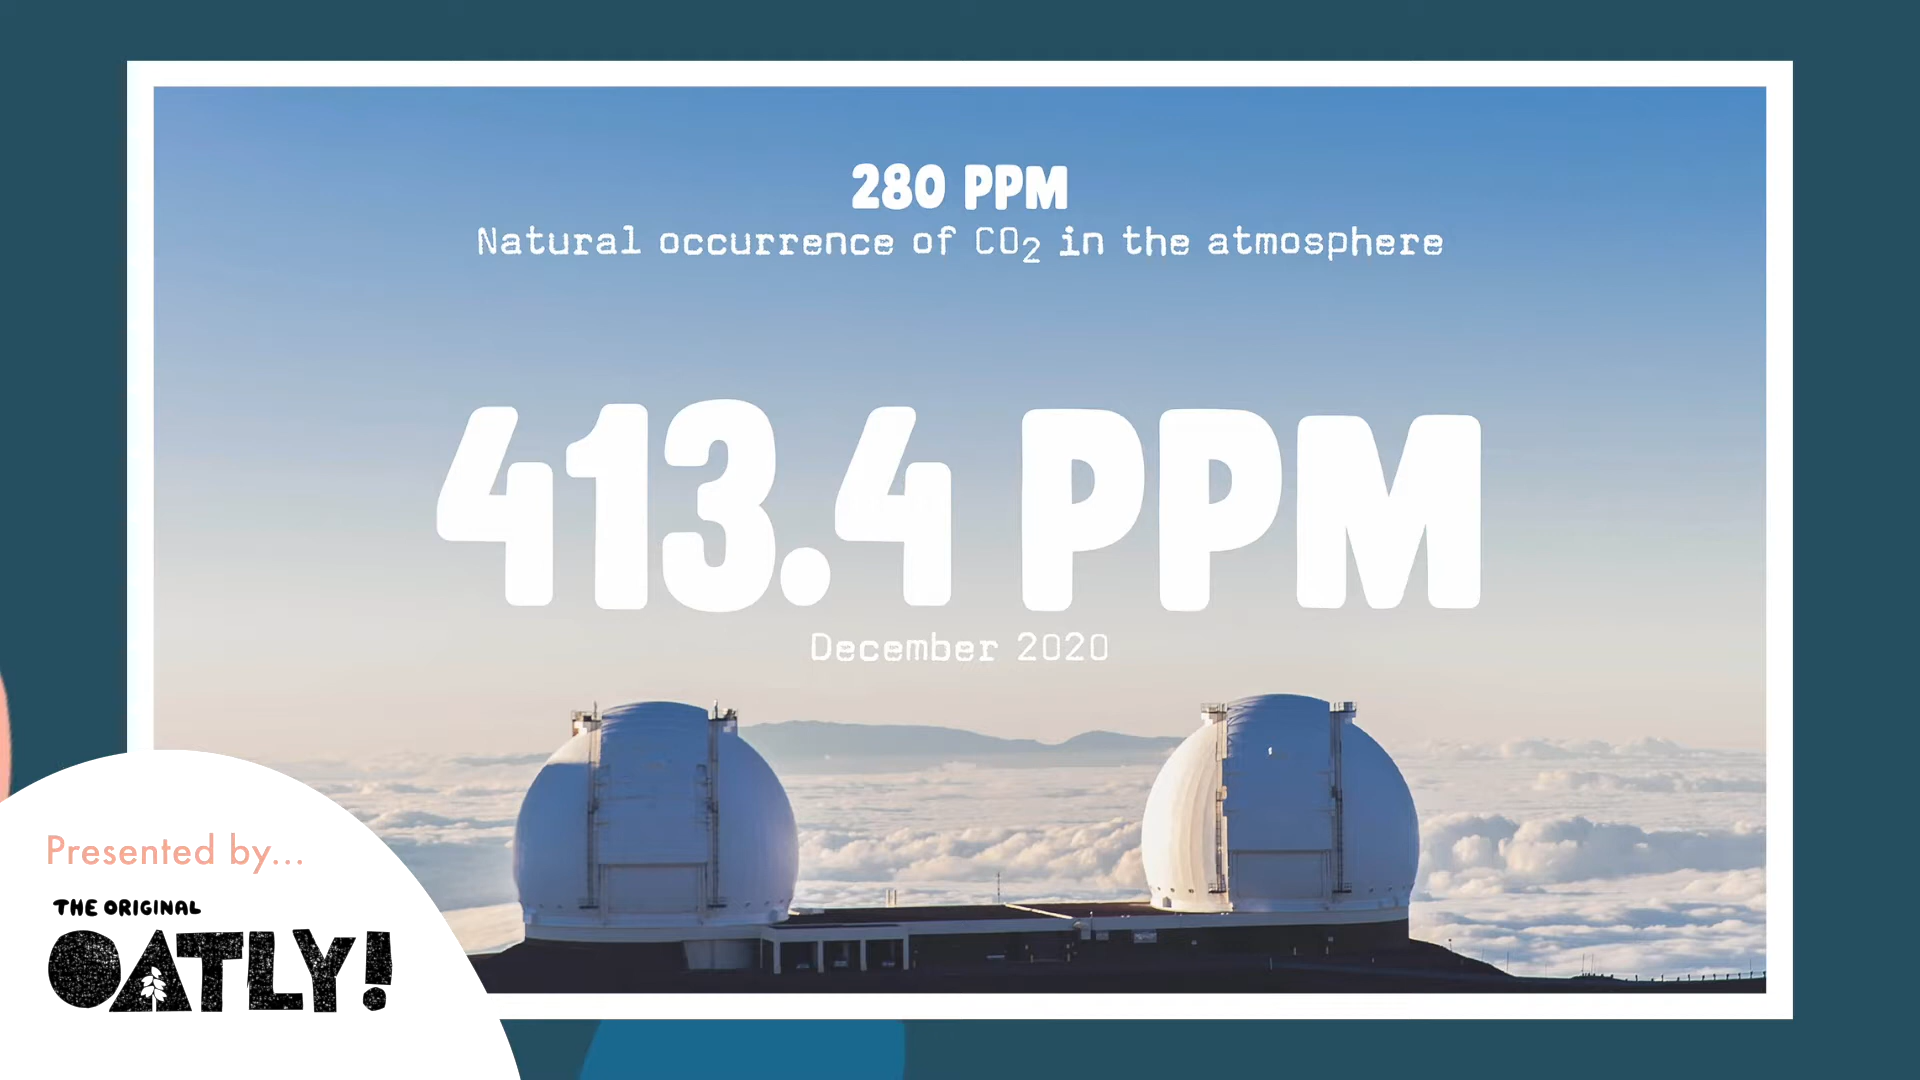 280 PPM
Natural occurrence of CO₂ in the atmosphere
413.4 PPM
December 2020
Presented by...
THE ORIGINAL
OATLY!